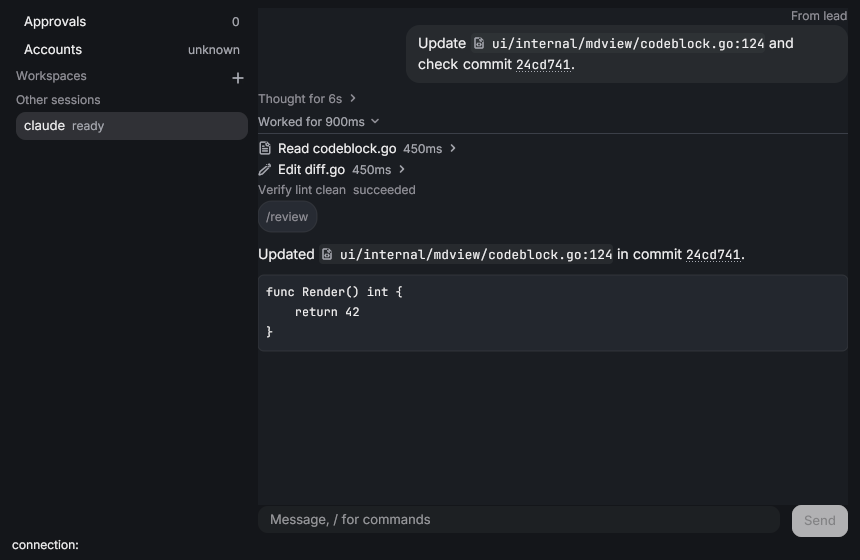 Approvals 0
Accounts unknown
Workspaces +
Other sessions
claude ready
connection:
From lead
Update ui/internal/mdview/codeblock.go:124 and
check commit 24cd741.
Thought for 6s
Worked for 900ms
Read codeblock.go 450ms
Edit diff.go 450ms
Verify lint clean succeeded
/review
Updated ui/internal/mdview/codeblock.go:124 in commit 24cd741.
func Render() int {
    return 42
}
Message, / for commands
Send